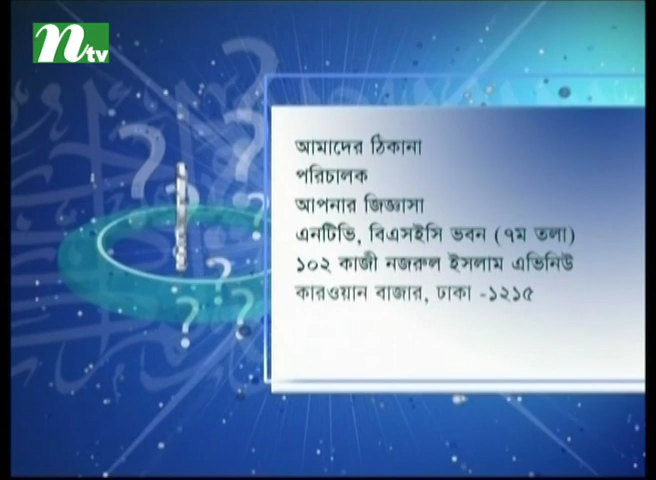 ntv
আমাদের ঠিকানা
পরিচালক
আপনার জিজ্ঞাসা
এনটিভি, বিএসইসি ভবন (৭ম তলা)
১০২ কাজী নজরুল ইসলাম এভিনিউ
কারওয়ান বাজার, ঢাকা -১২১৫